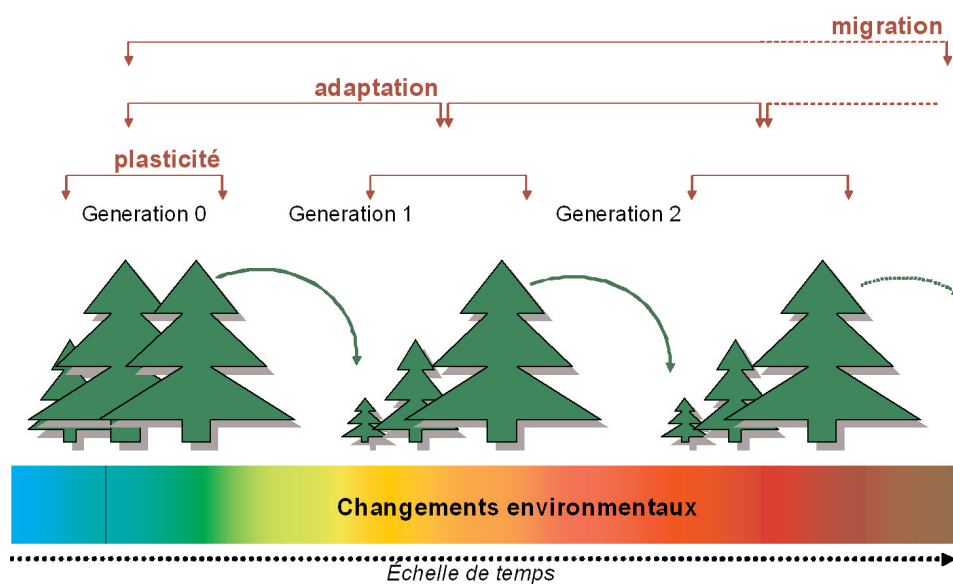 migration
adaptation
plasticité
Generation 0
Generation 1
Generation 2
Changements environmentaux
Échelle de temps